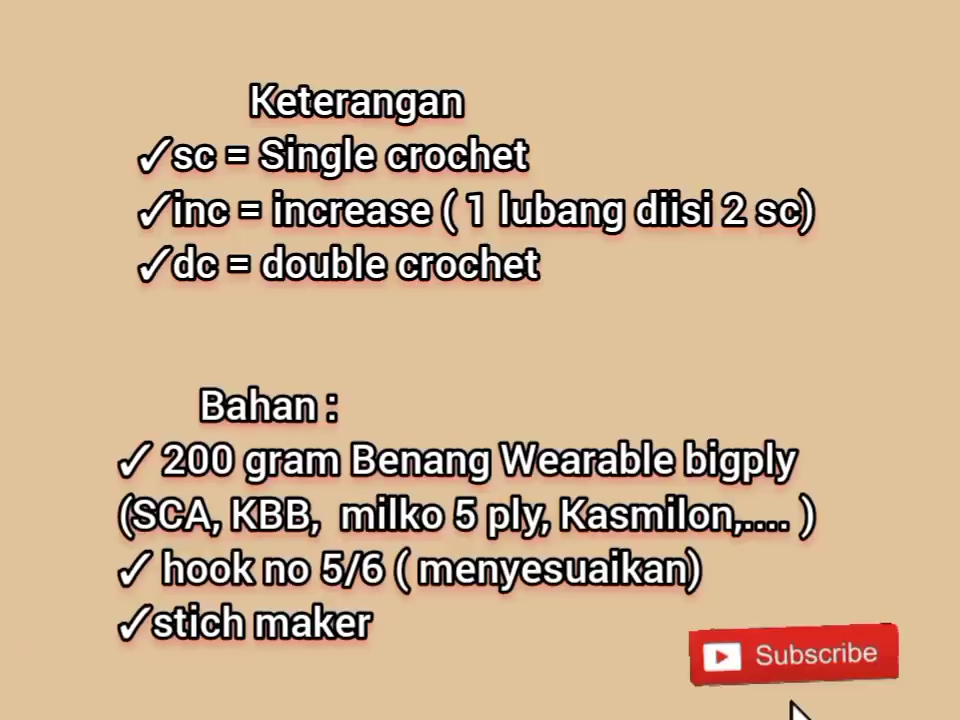 Keterangan
✓sc = Single crochet
✓inc = increase ( 1 lubang diisi 2 sc)
✓dc = double crochet
Bahan :
✓ 200 gram Benang Wearable bigply
(SCA, KBB, milko 5 ply, Kasmilon,.... )
✓ hook no 5/6 ( menyesuaikan)
✓stich maker
Subscribe